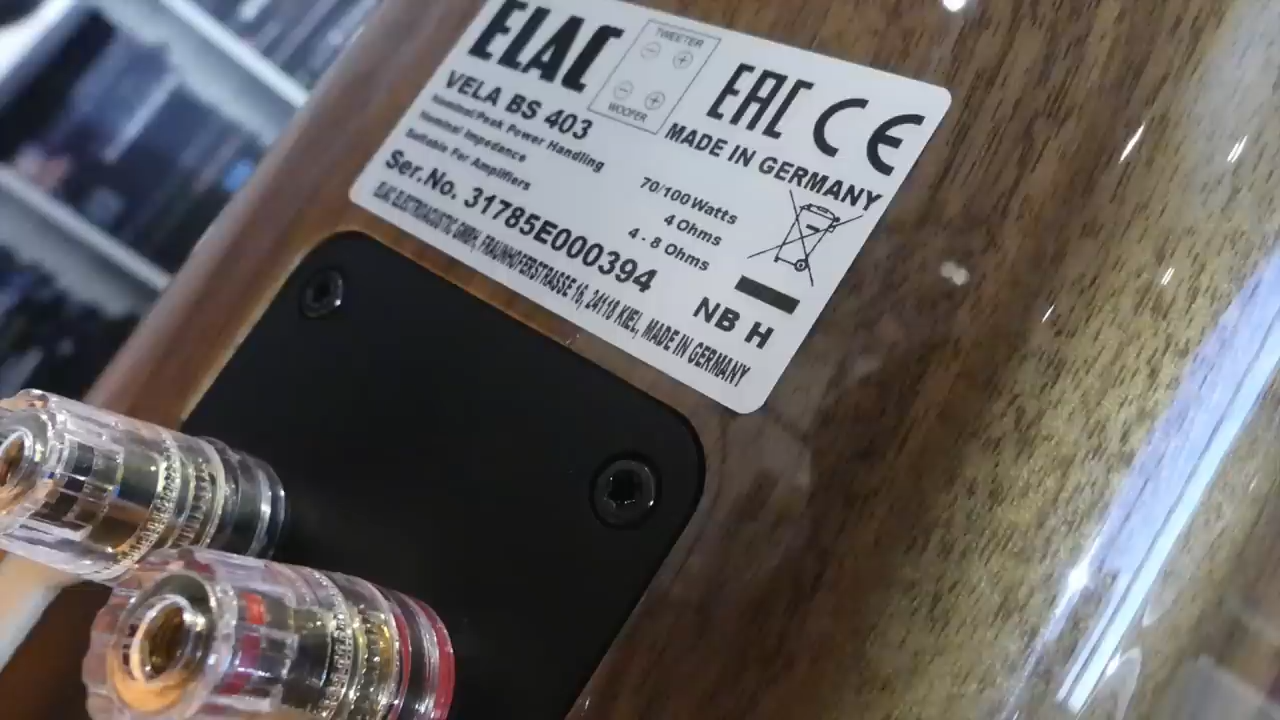 ELAC
TWEETER
WOOFER
EAC CE
VELA BS 403
MADE IN GERMANY
Nominal/Peak Power Handling 70/100 Watts
Nominal Impedance 4 Ohms
Suitable For Amplifiers 4 - 8 Ohms
Ser.No. 31785E000394
NB H
ELAC ELECTROACUSTIC GMBH, FRAUNHOFERSTRASSE 16, 24118 KIEL, MADE IN GERMANY